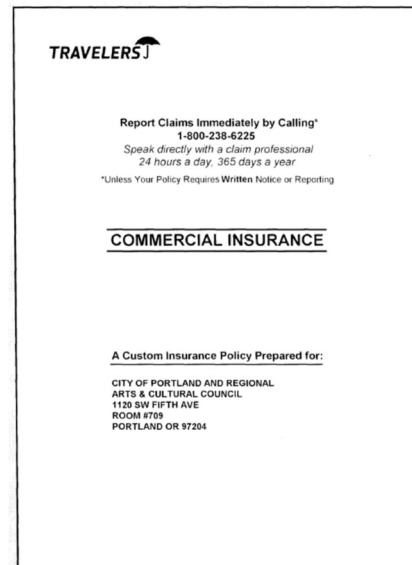 TRAVELERS
Report Claims Immediately by Calling*
1-800-238-6225
Speak directly with a claim professional
24 hours a day, 365 days a year
*Unless Your Policy Requires Written Notice or Reporting
COMMERCIAL INSURANCE
A Custom Insurance Policy Prepared for:
CITY OF PORTLAND AND REGIONAL
ARTS & CULTURAL COUNCIL
1120 SW FIFTH AVE
ROOM #709
PORTLAND OR 97204